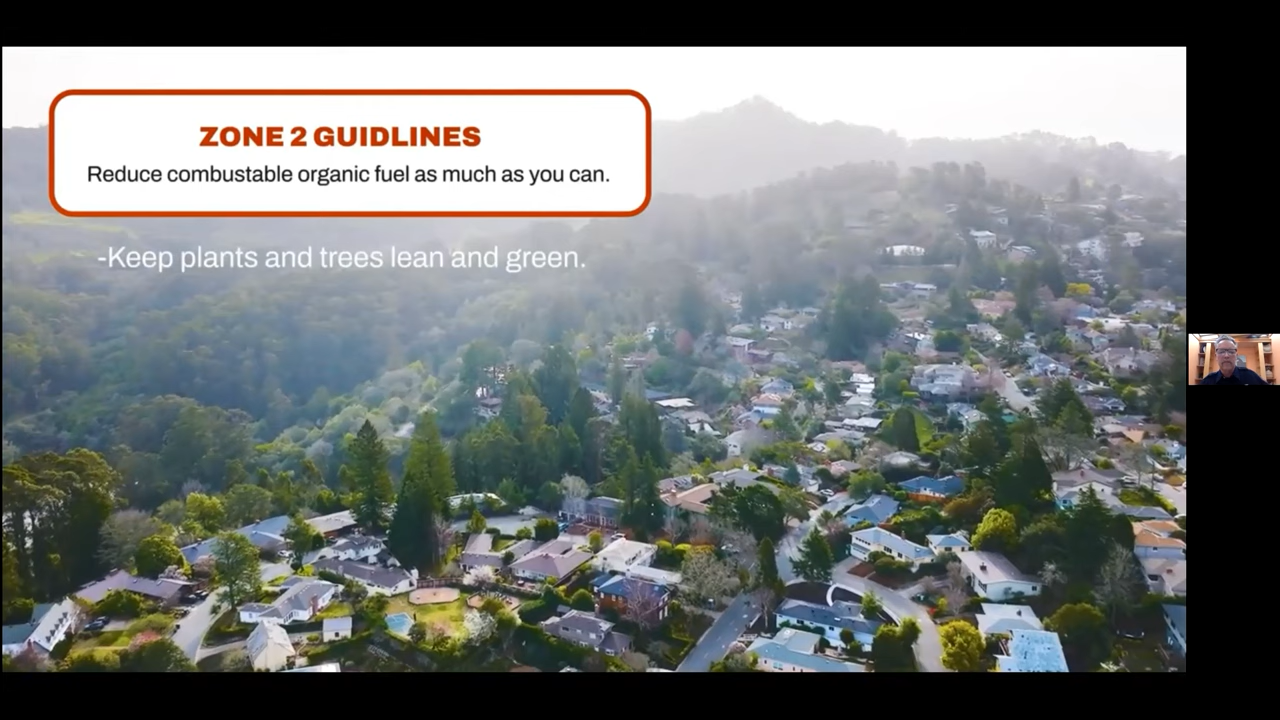 ZONE 2 GUIDLINES
Reduce combustable organic fuel as much as you can.
-Keep plants and trees lean and green.